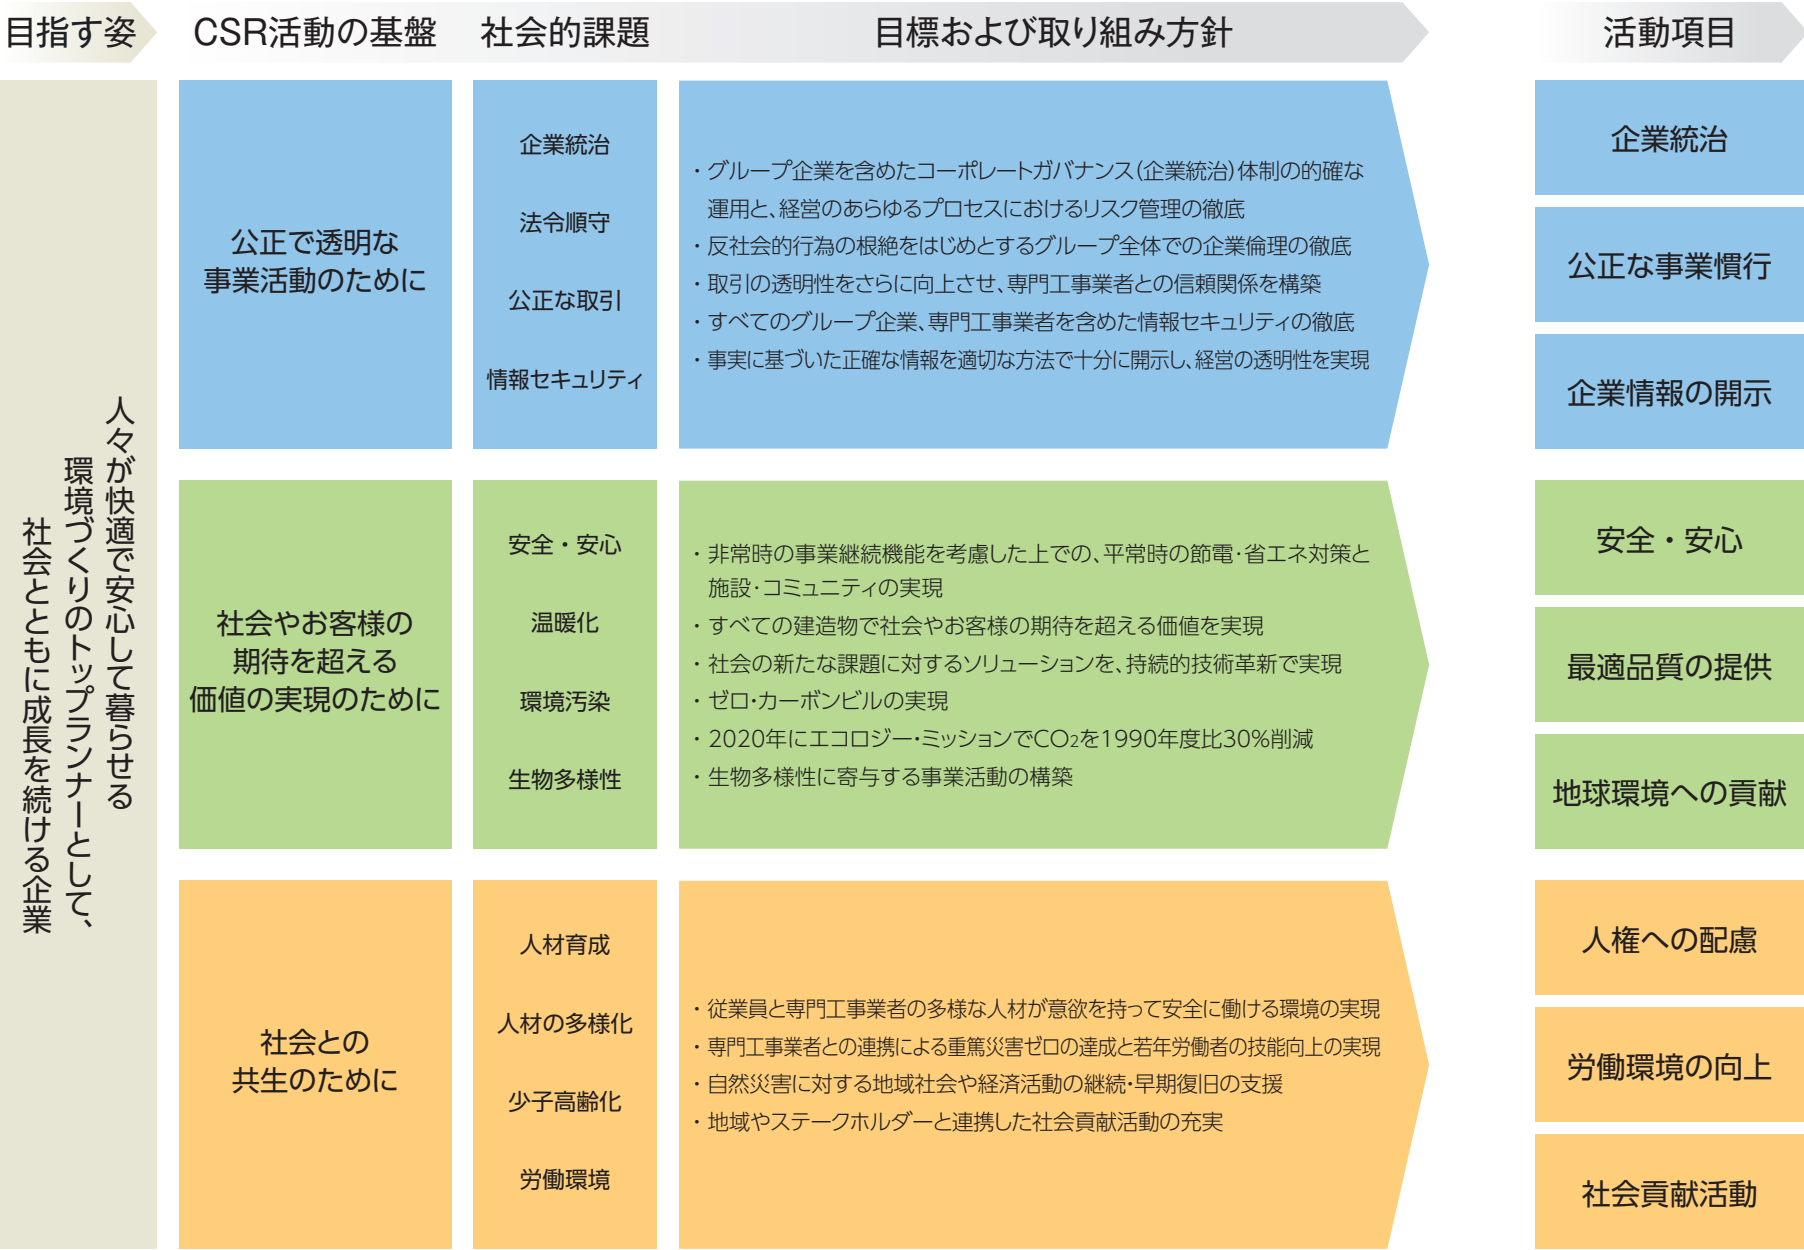 目指す姿
CSR活動の基盤
社会的課題
目標および取り組み方針
活動項目
人々が快適で安心して暮らせる
環境づくりのトップランナーとして、
社会とともに成長を続ける企業
公正で透明な
事業活動のために
企業統治
法令順守
公正な取引
情報セキュリティ
・グループ企業を含めたコーポレートガバナンス(企業統治)体制の的確な
運用と、経営のあらゆるプロセスにおけるリスク管理の徹底
・反社会的行為の根絶をはじめとするグループ全体での企業倫理の徹底
・取引の透明性をさらに向上させ、専門工事業者との信頼関係を構築
・すべてのグループ企業、専門工事業者を含めた情報セキュリティの徹底
・事実に基づいた正確な情報を適切な方法で十分に開示し、経営の透明性を実現
企業統治
公正な事業慣行
企業情報の開示
社会やお客様の
期待を超える
価値の実現のために
安全・安心
温暖化
環境汚染
生物多様性
・非常時の事業継続機能を考慮した上での、平常時の節電・省エネ対策と
施設・コミュニティの実現
・すべての建造物で社会やお客様の期待を超える価値を実現
・社会の新たな課題に対するソリューションを、持続的技術革新で実現
・ゼロ・カーボンビルの実現
・2020年にエコロジー・ミッションでCO₂を1990年度比30%削減
・生物多様性に寄与する事業活動の構築
安全・安心
最適品質の提供
地球環境への貢献
社会との
共生のために
人材育成
人材の多様化
少子高齢化
労働環境
・従業員と専門工事業者の多様な人材が意欲を持って安全に働ける環境の実現
・専門工事業者との連携による重篤災害ゼロの達成と若年労働者の技能向上の実現
・自然災害に対する地域社会や経済活動の継続・早期復旧の支援
・地域やステークホルダーと連携した社会貢献活動の充実
人権への配慮
労働環境の向上
社会貢献活動